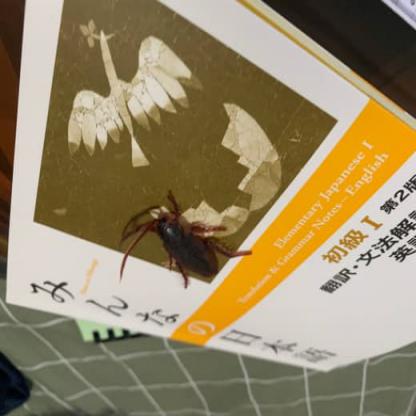 みんなの日本語
Elementary Japanese I
初級 I 第2版
Translation & Grammar Notes — English
翻訳・文法解
英